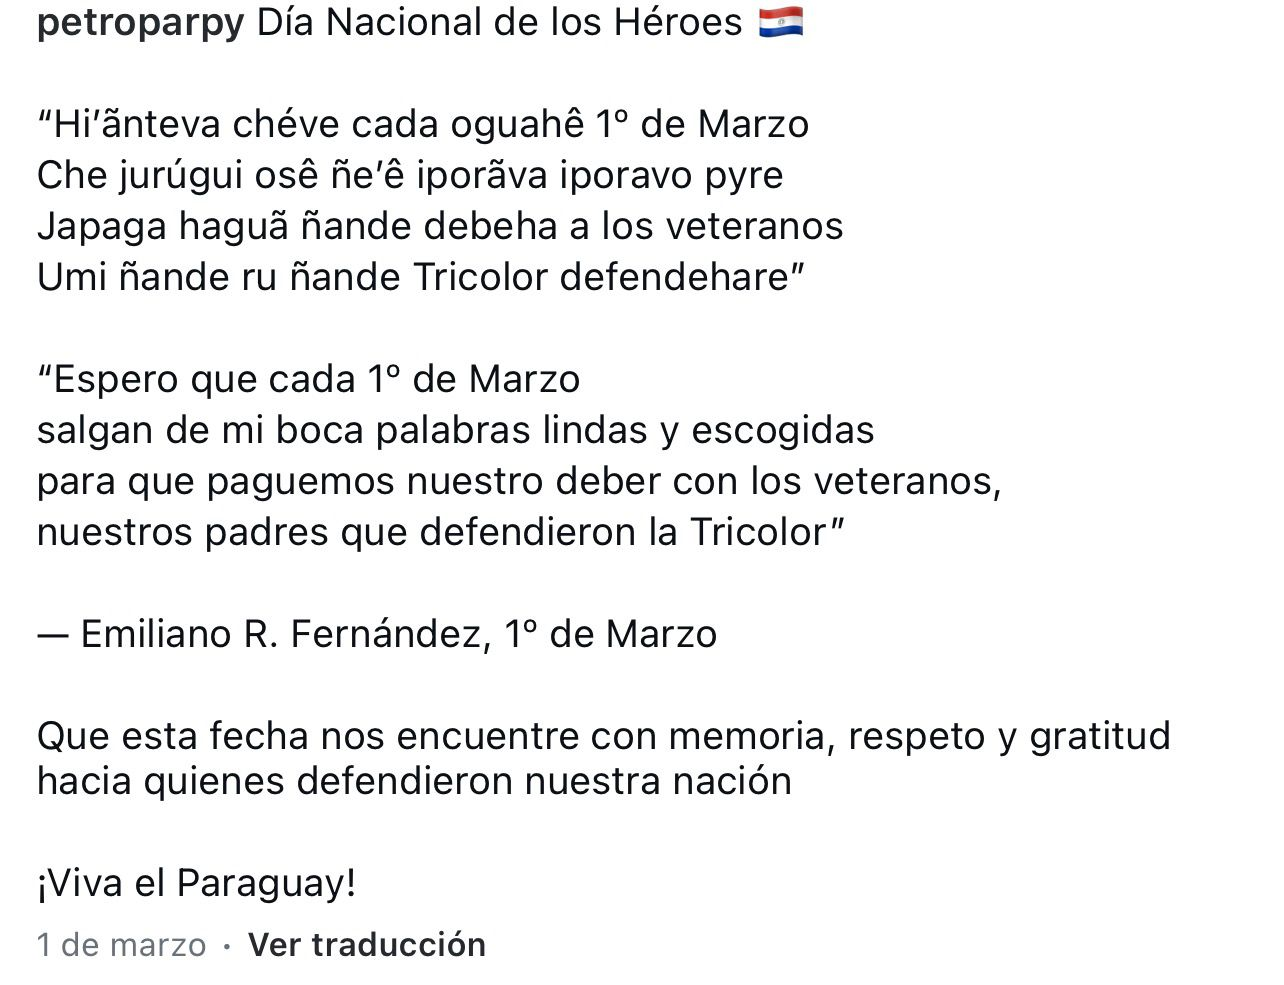 petroparpy Día Nacional de los Héroes 🇵🇾
“Hi’ãnteva chéve cada oguahê 1º de Marzo
Che jurúgui osê ñe’ê iporãva iporavo pyre
Japaga haguã ñande debeha a los veteranos
Umi ñande ru ñande Tricolor defendehare”
“Espero que cada 1º de Marzo
salgan de mi boca palabras lindas y escogidas
para que paguemos nuestro deber con los veteranos,
nuestros padres que defendieron la Tricolor”
— Emiliano R. Fernández, 1º de Marzo
Que esta fecha nos encuentre con memoria, respeto y gratitud
hacia quienes defendieron nuestra nación
¡Viva el Paraguay!
1 de marzo · Ver traducción